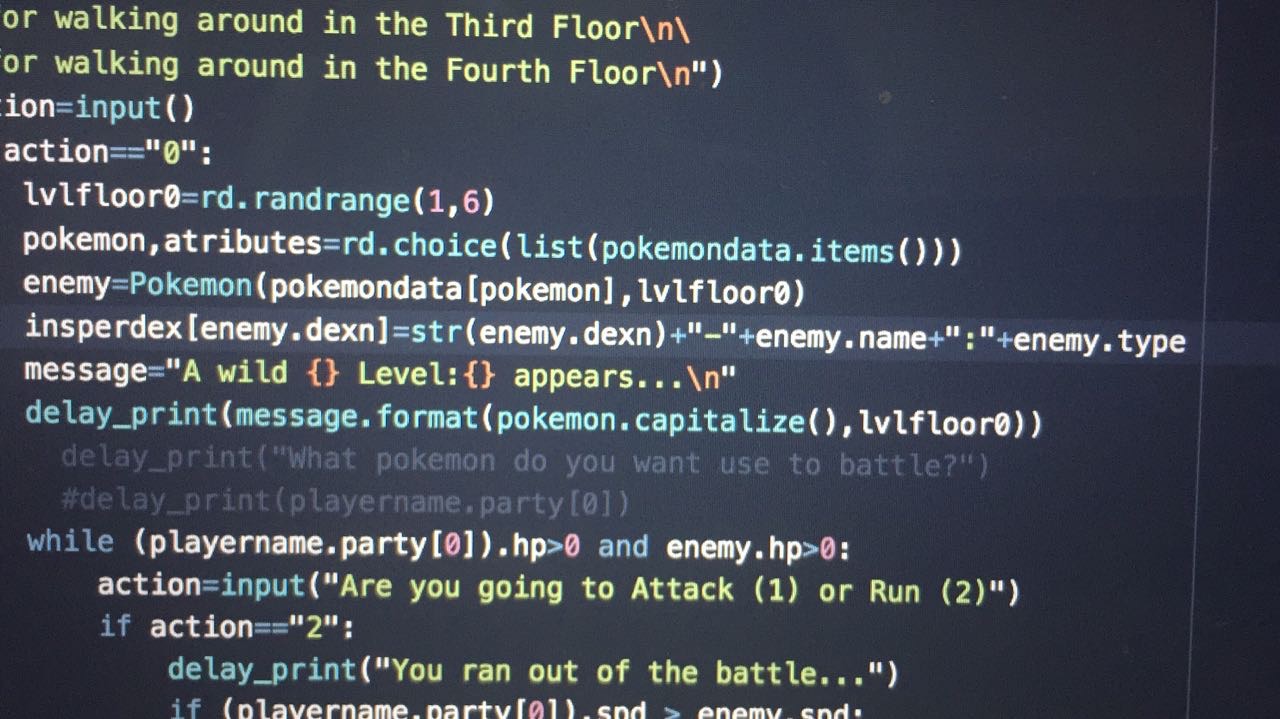 or walking around in the Third Floor\n\
or walking around in the Fourth Floor\n")
ion=input()
action=="0":
lvlfloor0=rd.randrange(1,6)
pokemon,atributes=rd.choice(list(pokemondata.items()))
enemy=Pokemon(pokemondata[pokemon],lvlfloor0)
insperdex[enemy.dexn]=str(enemy.dexn)+"-"+enemy.name+":"+enemy.type
message="A wild {} Level:{} appears...\n"
delay_print(message.format(pokemon.capitalize(),lvlfloor0))
delay_print("What pokemon do you want use to battle?")
#delay_print(playername.party[0])
while (playername.party[0]).hp>0 and enemy.hp>0:
action=input("Are you going to Attack (1) or Run (2)")
if action=="2":
delay_print("You ran out of the battle...")
if (playername.party[0]).spd > enemy.spd: